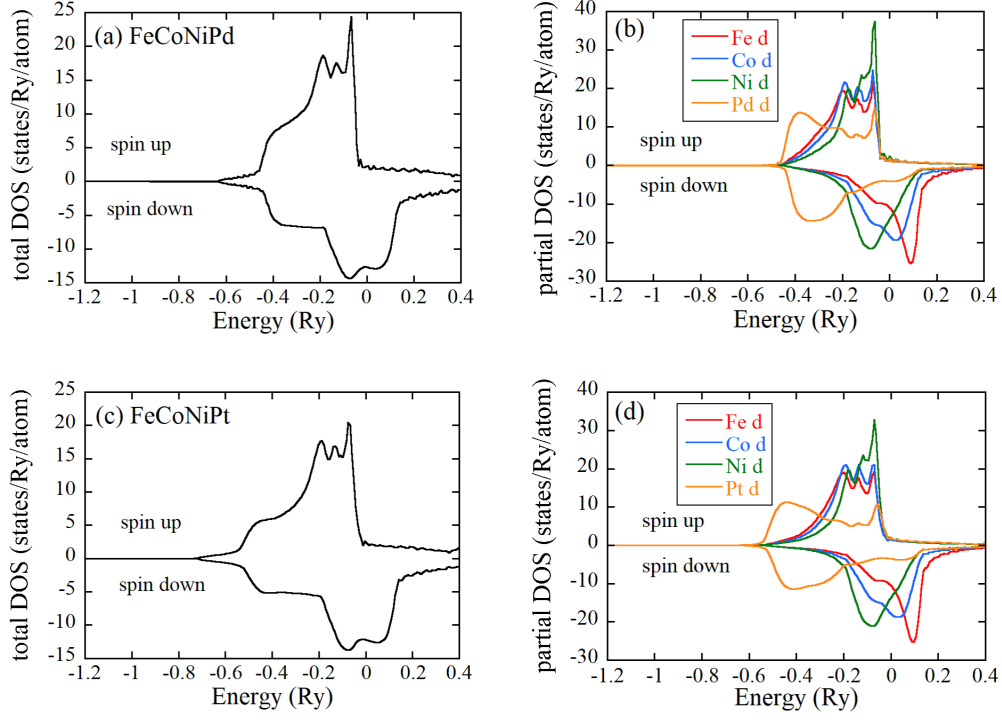 (a) FeCoNiPd
total DOS (states/Ry/atom)
25
20
15
10
5
0
-5
-10
-15
spin up
spin down
-1.2 -1 -0.8 -0.6 -0.4 -0.2 0 0.2 0.4
Energy (Ry)
(b)
partial DOS (states/Ry/atom)
40
30
20
10
0
-10
-20
-30
Fe d
Co d
Ni d
Pd d
spin up
spin down
-1.2 -1 -0.8 -0.6 -0.4 -0.2 0 0.2 0.4
Energy (Ry)
(c) FeCoNiPt
total DOS (states/Ry/atom)
25
20
15
10
5
0
-5
-10
-15
spin up
spin down
-1.2 -1 -0.8 -0.6 -0.4 -0.2 0 0.2 0.4
Energy (Ry)
(d)
partial DOS (states/Ry/atom)
40
30
20
10
0
-10
-20
-30
Fe d
Co d
Ni d
Pt d
spin up
spin down
-1.2 -1 -0.8 -0.6 -0.4 -0.2 0 0.2 0.4
Energy (Ry)